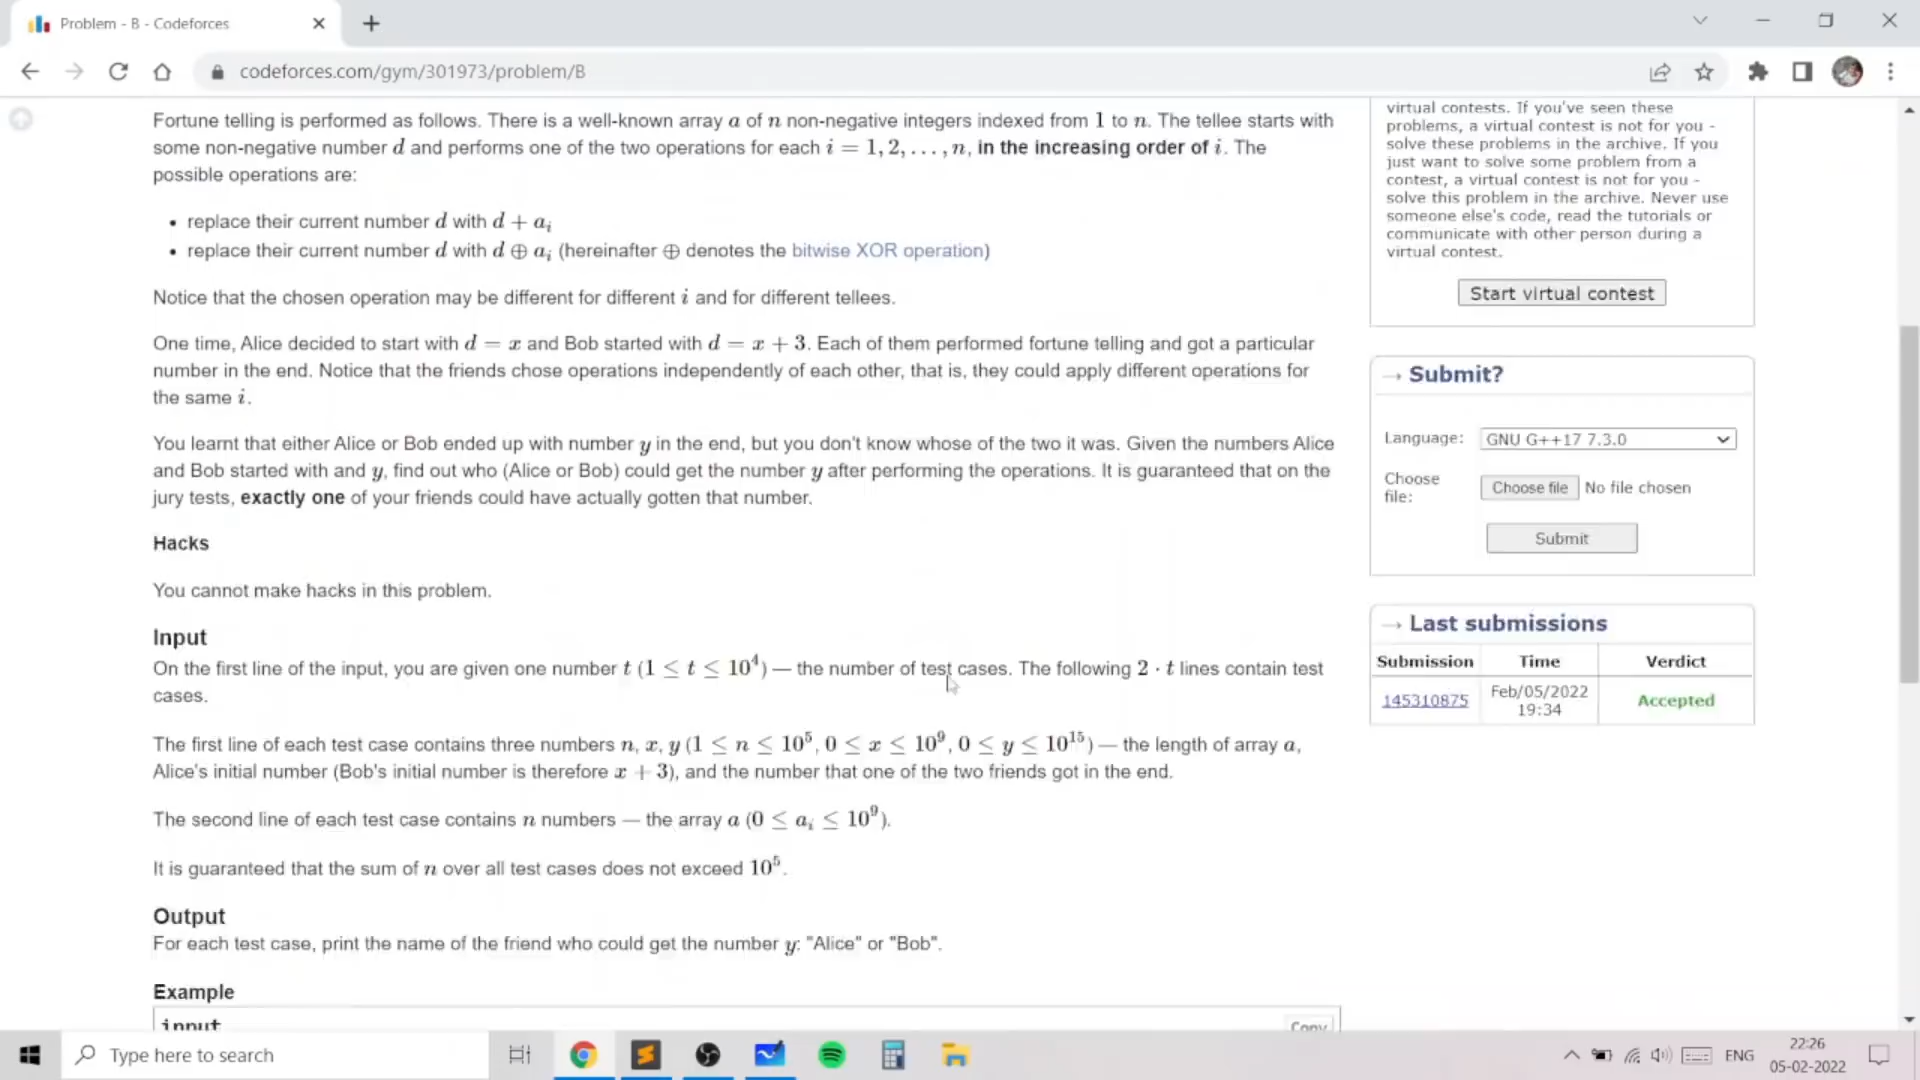 Problem - B - Codeforces
codeforces.com/gym/301973/problem/B
Fortune telling is performed as follows. There is a well-known array a of n non-negative integers indexed from 1 to n. The tellee starts with
some non-negative number d and performs one of the two operations for each i = 1, 2, . . . , n, in the increasing order of i. The
possible operations are:
• replace their current number d with d + aᵢ
• replace their current number d with d ⊕ aᵢ (hereinafter ⊕ denotes the bitwise XOR operation)
Notice that the chosen operation may be different for different i and for different tellees.
One time, Alice decided to start with d = x and Bob started with d = x + 3. Each of them performed fortune telling and got a particular
number in the end. Notice that the friends chose operations independently of each other, that is, they could apply different operations for
the same i.
You learnt that either Alice or Bob ended up with number y in the end, but you don't know whose of the two it was. Given the numbers Alice
and Bob started with and y, find out who (Alice or Bob) could get the number y after performing the operations. It is guaranteed that on the
jury tests, exactly one of your friends could have actually gotten that number.
Hacks
You cannot make hacks in this problem.
Input
On the first line of the input, you are given one number t (1 ≤ t ≤ 10⁴) — the number of test cases. The following 2 · t lines contain test
cases.
The first line of each test case contains three numbers n, x, y (1 ≤ n ≤ 10⁵, 0 ≤ x ≤ 10⁹, 0 ≤ y ≤ 10¹⁵) — the length of array a,
Alice's initial number (Bob's initial number is therefore x + 3), and the number that one of the two friends got in the end.
The second line of each test case contains n numbers — the array a (0 ≤ aᵢ ≤ 10⁹).
It is guaranteed that the sum of n over all test cases does not exceed 10⁵.
Output
For each test case, print the name of the friend who could get the number y: "Alice" or "Bob".
Example
input
Copy
virtual contests. If you've seen these
problems, a virtual contest is not for you -
solve these problems in the archive. If you
just want to solve some problem from a
contest, a virtual contest is not for you -
solve this problem in the archive. Never use
someone else's code, read the tutorials or
communicate with other person during a
virtual contest.
Start virtual contest
→ Submit?
Language: GNU G++17 7.3.0
Choose
file:
Choose file No file chosen
Submit
→ Last submissions
Submission Time Verdict
145310875 Feb/05/2022
19:34 Accepted
Type here to search
ENG
22:26
05-02-2022